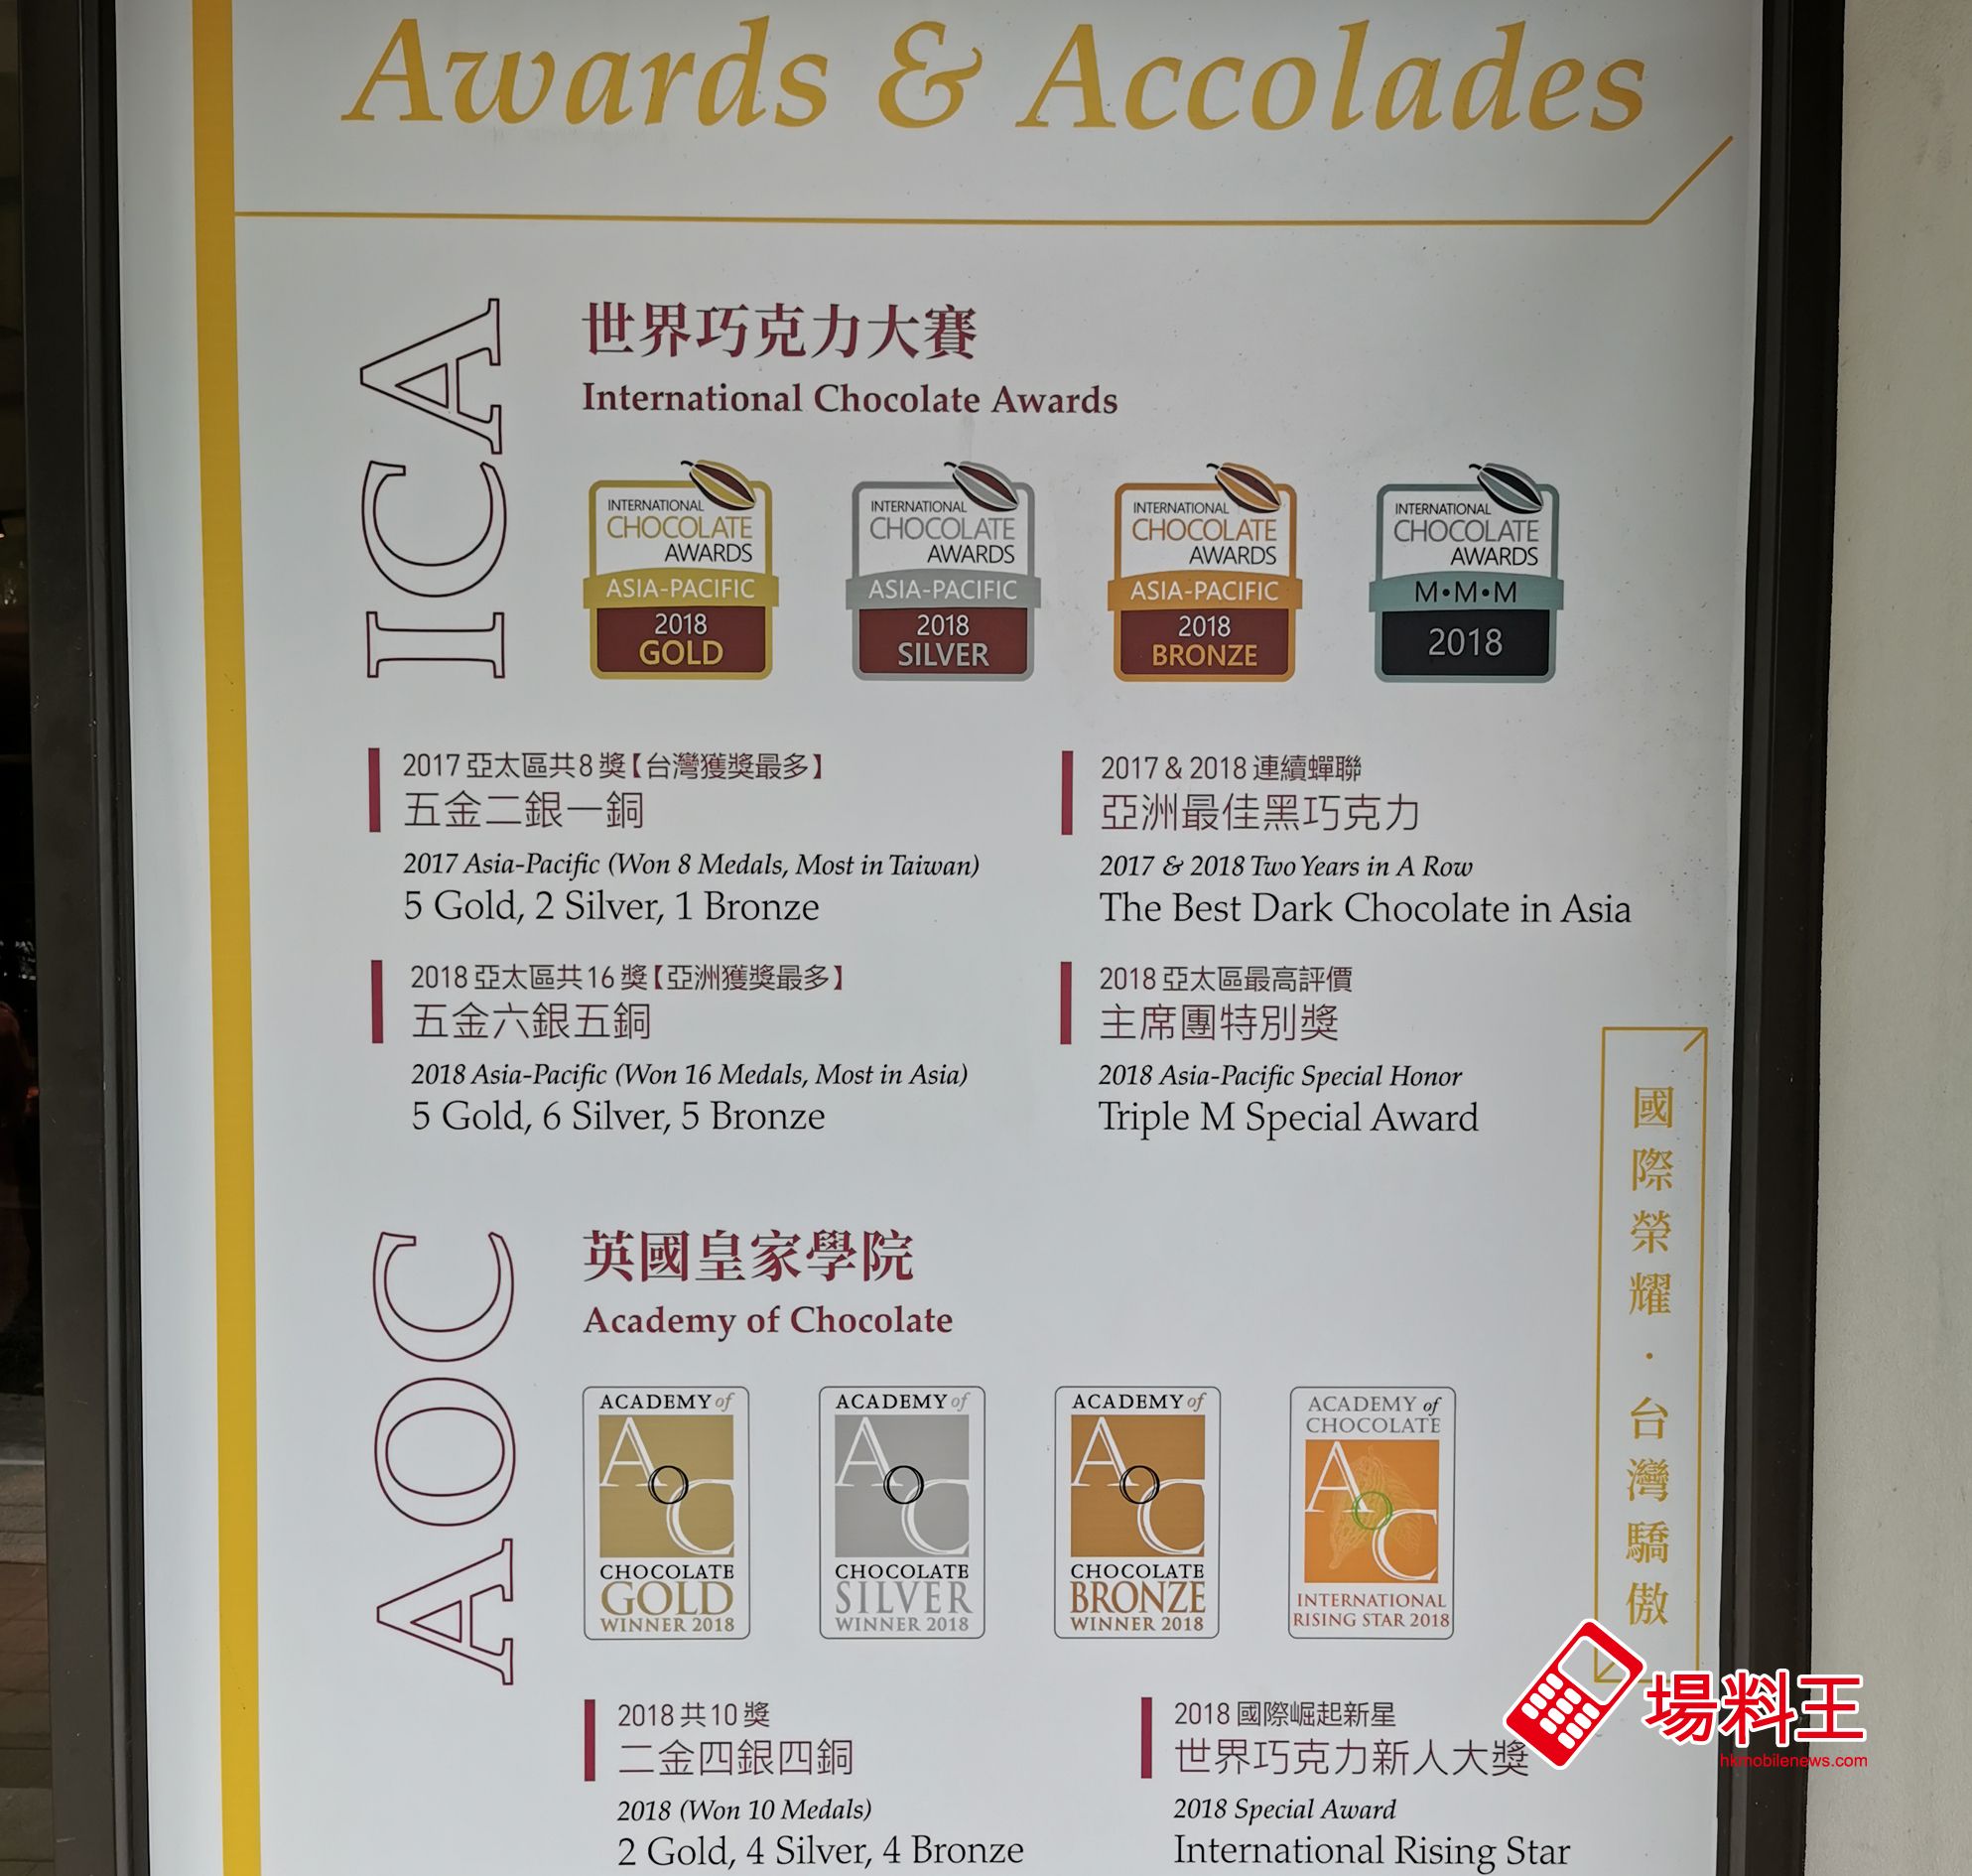 Awards & Accolades
ICA
世界巧克力大賽
International Chocolate Awards
INTERNATIONAL
CHOCOLATE
AWARDS
ASIA-PACIFIC
2018
GOLD
INTERNATIONAL
CHOCOLATE
AWARDS
ASIA-PACIFIC
2018
SILVER
INTERNATIONAL
CHOCOLATE
AWARDS
ASIA-PACIFIC
2018
BRONZE
INTERNATIONAL
CHOCOLATE
AWARDS
M•M•M
2018
2017 亞太區共8獎【台灣獲獎最多】
五金二銀一銅
2017 Asia-Pacific (Won 8 Medals, Most in Taiwan)
5 Gold, 2 Silver, 1 Bronze
2017 & 2018 連續蟬聯
亞洲最佳黑巧克力
2017 & 2018 Two Years in A Row
The Best Dark Chocolate in Asia
2018 亞太區共16獎【亞洲獲獎最多】
五金六銀五銅
2018 Asia-Pacific (Won 16 Medals, Most in Asia)
5 Gold, 6 Silver, 5 Bronze
2018 亞太區最高評價
主席團特別獎
2018 Asia-Pacific Special Honor
Triple M Special Award
國際榮耀・台灣驕傲
AOC
英國皇家學院
Academy of Chocolate
ACADEMY of
AOC
CHOCOLATE
GOLD
WINNER 2018
ACADEMY of
AOC
CHOCOLATE
SILVER
WINNER 2018
ACADEMY of
AOC
CHOCOLATE
BRONZE
WINNER 2018
ACADEMY of
CHOCOLATE
AOC
INTERNATIONAL
RISING STAR 2018
2018 共10獎
二金四銀四銅
2018 (Won 10 Medals)
2 Gold, 4 Silver, 4 Bronze
2018 國際崛起新星
世界巧克力新人大獎
2018 Special Award
International Rising Star
場料王
hkmobilenews.com